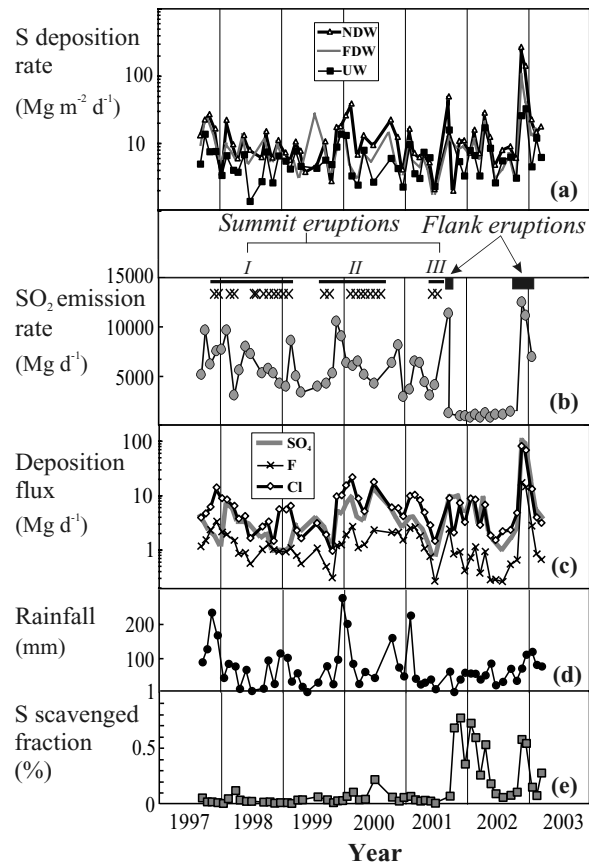 S deposition
rate
(Mg m⁻² d⁻¹)
100
10
NDW
FDW
UW
(a)
Summit eruptions
Flank eruptions
I
II
III
SO₂ emission
rate
(Mg d⁻¹)
15000
10000
5000
(b)
Deposition
flux
(Mg d⁻¹)
100
10
1
SO₄
F
Cl
(c)
Rainfall
(mm)
200
100
1
(d)
S scavenged
fraction
(%)
0.5
0
(e)
1997
1998
1999
2000
2001
2002
2003
Year